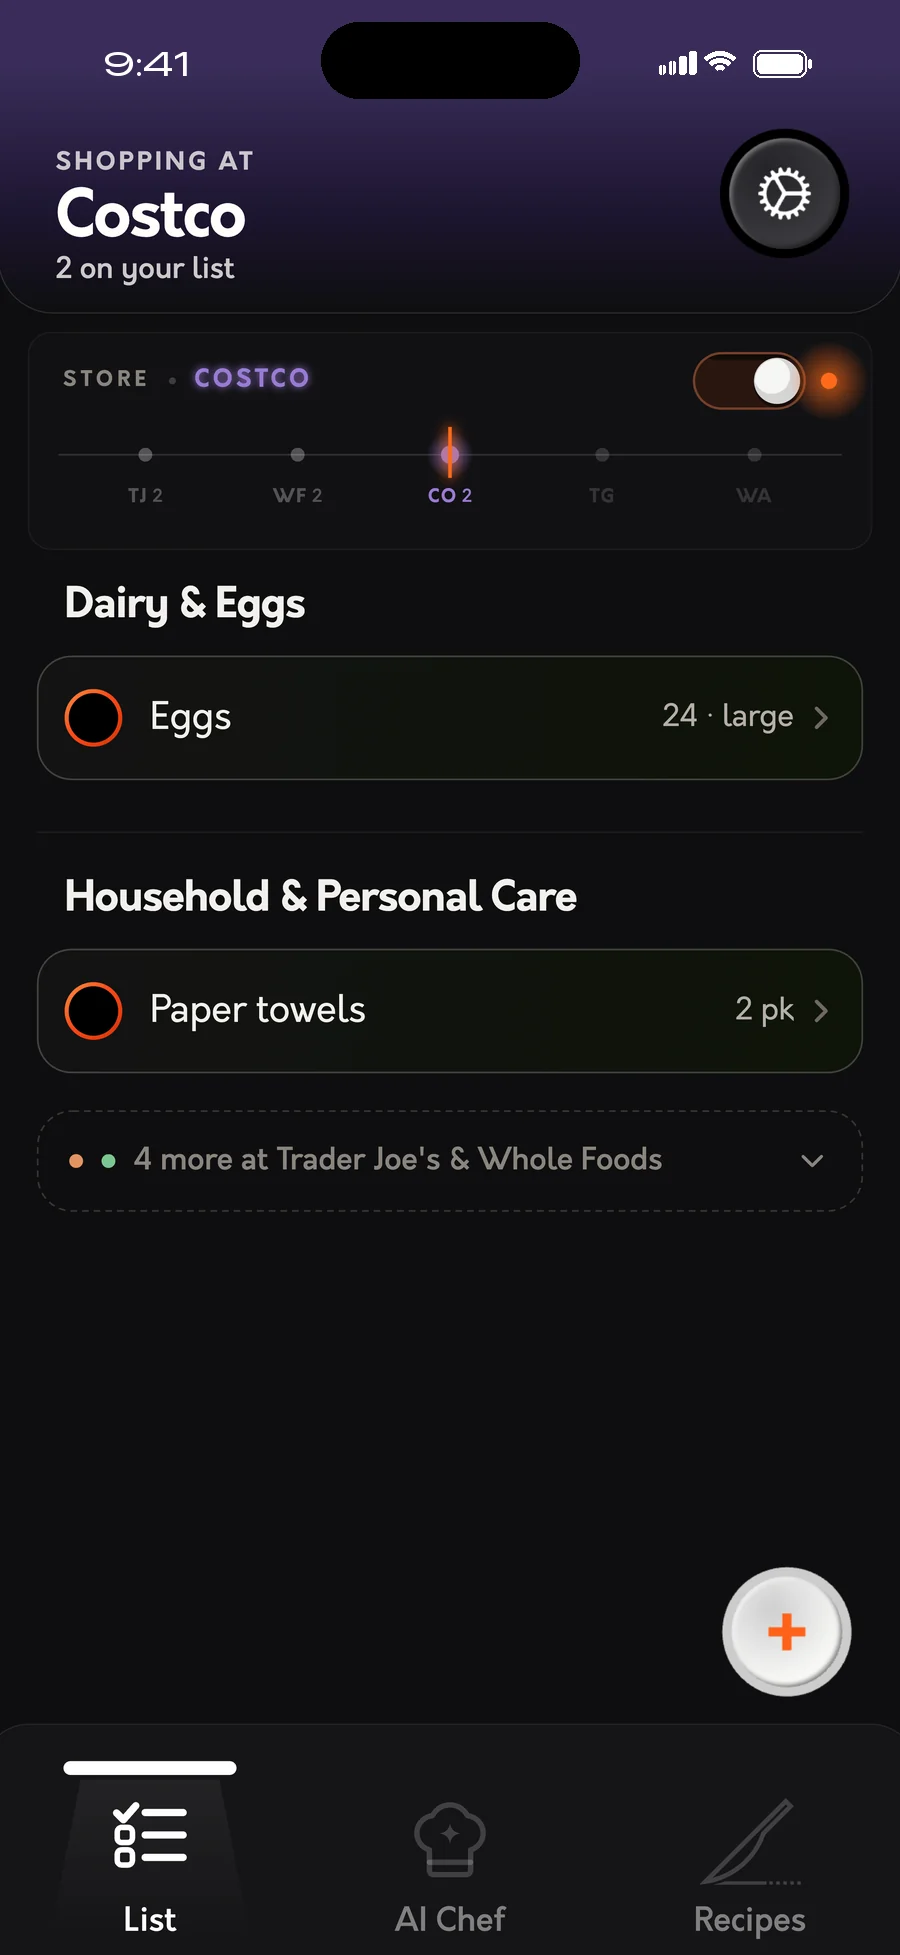 9:41
SHOPPING AT
Costco
2 on your list
STORE • COSTCO
TJ 2 WF 2 CO 2 TG WA
Dairy & Eggs
Eggs 24 · large
Household & Personal Care
Paper towels 2 pk
4 more at Trader Joe's & Whole Foods
List AI Chef Recipes